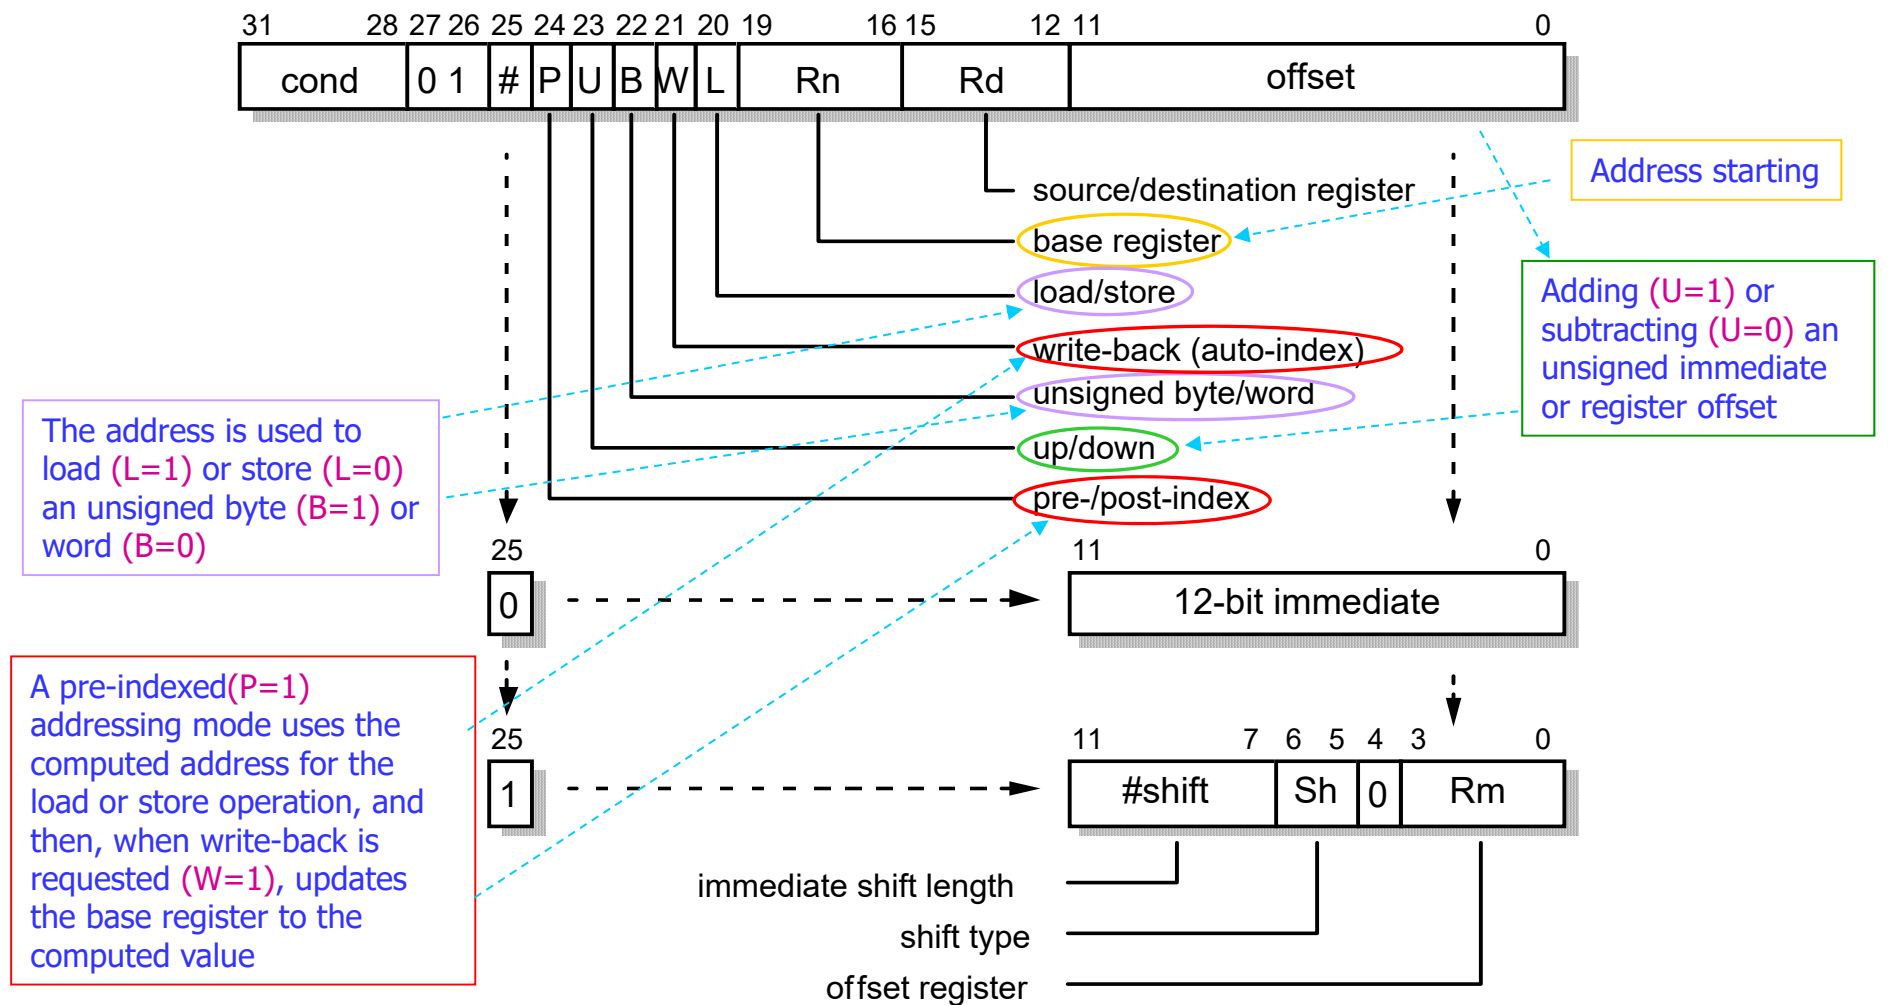 31 28 27 26 25 24 23 22 21 20 19 16 15 12 11 0
cond 0 1 # P U B W L Rn Rd offset
source/destination register
base register
load/store
write-back (auto-index)
unsigned byte/word
up/down
pre-/post-index
Address starting
Adding (U=1) or
subtracting (U=0) an
unsigned immediate
or register offset
The address is used to
load (L=1) or store (L=0)
an unsigned byte (B=1) or
word (B=0)
25 11 0
0 12-bit immediate
A pre-indexed(P=1)
addressing mode uses the
computed address for the
load or store operation, and
then, when write-back is
requested (W=1), updates
the base register to the
computed value
25 11 7 6 5 4 3 0
1 #shift Sh 0 Rm
immediate shift length
shift type
offset register